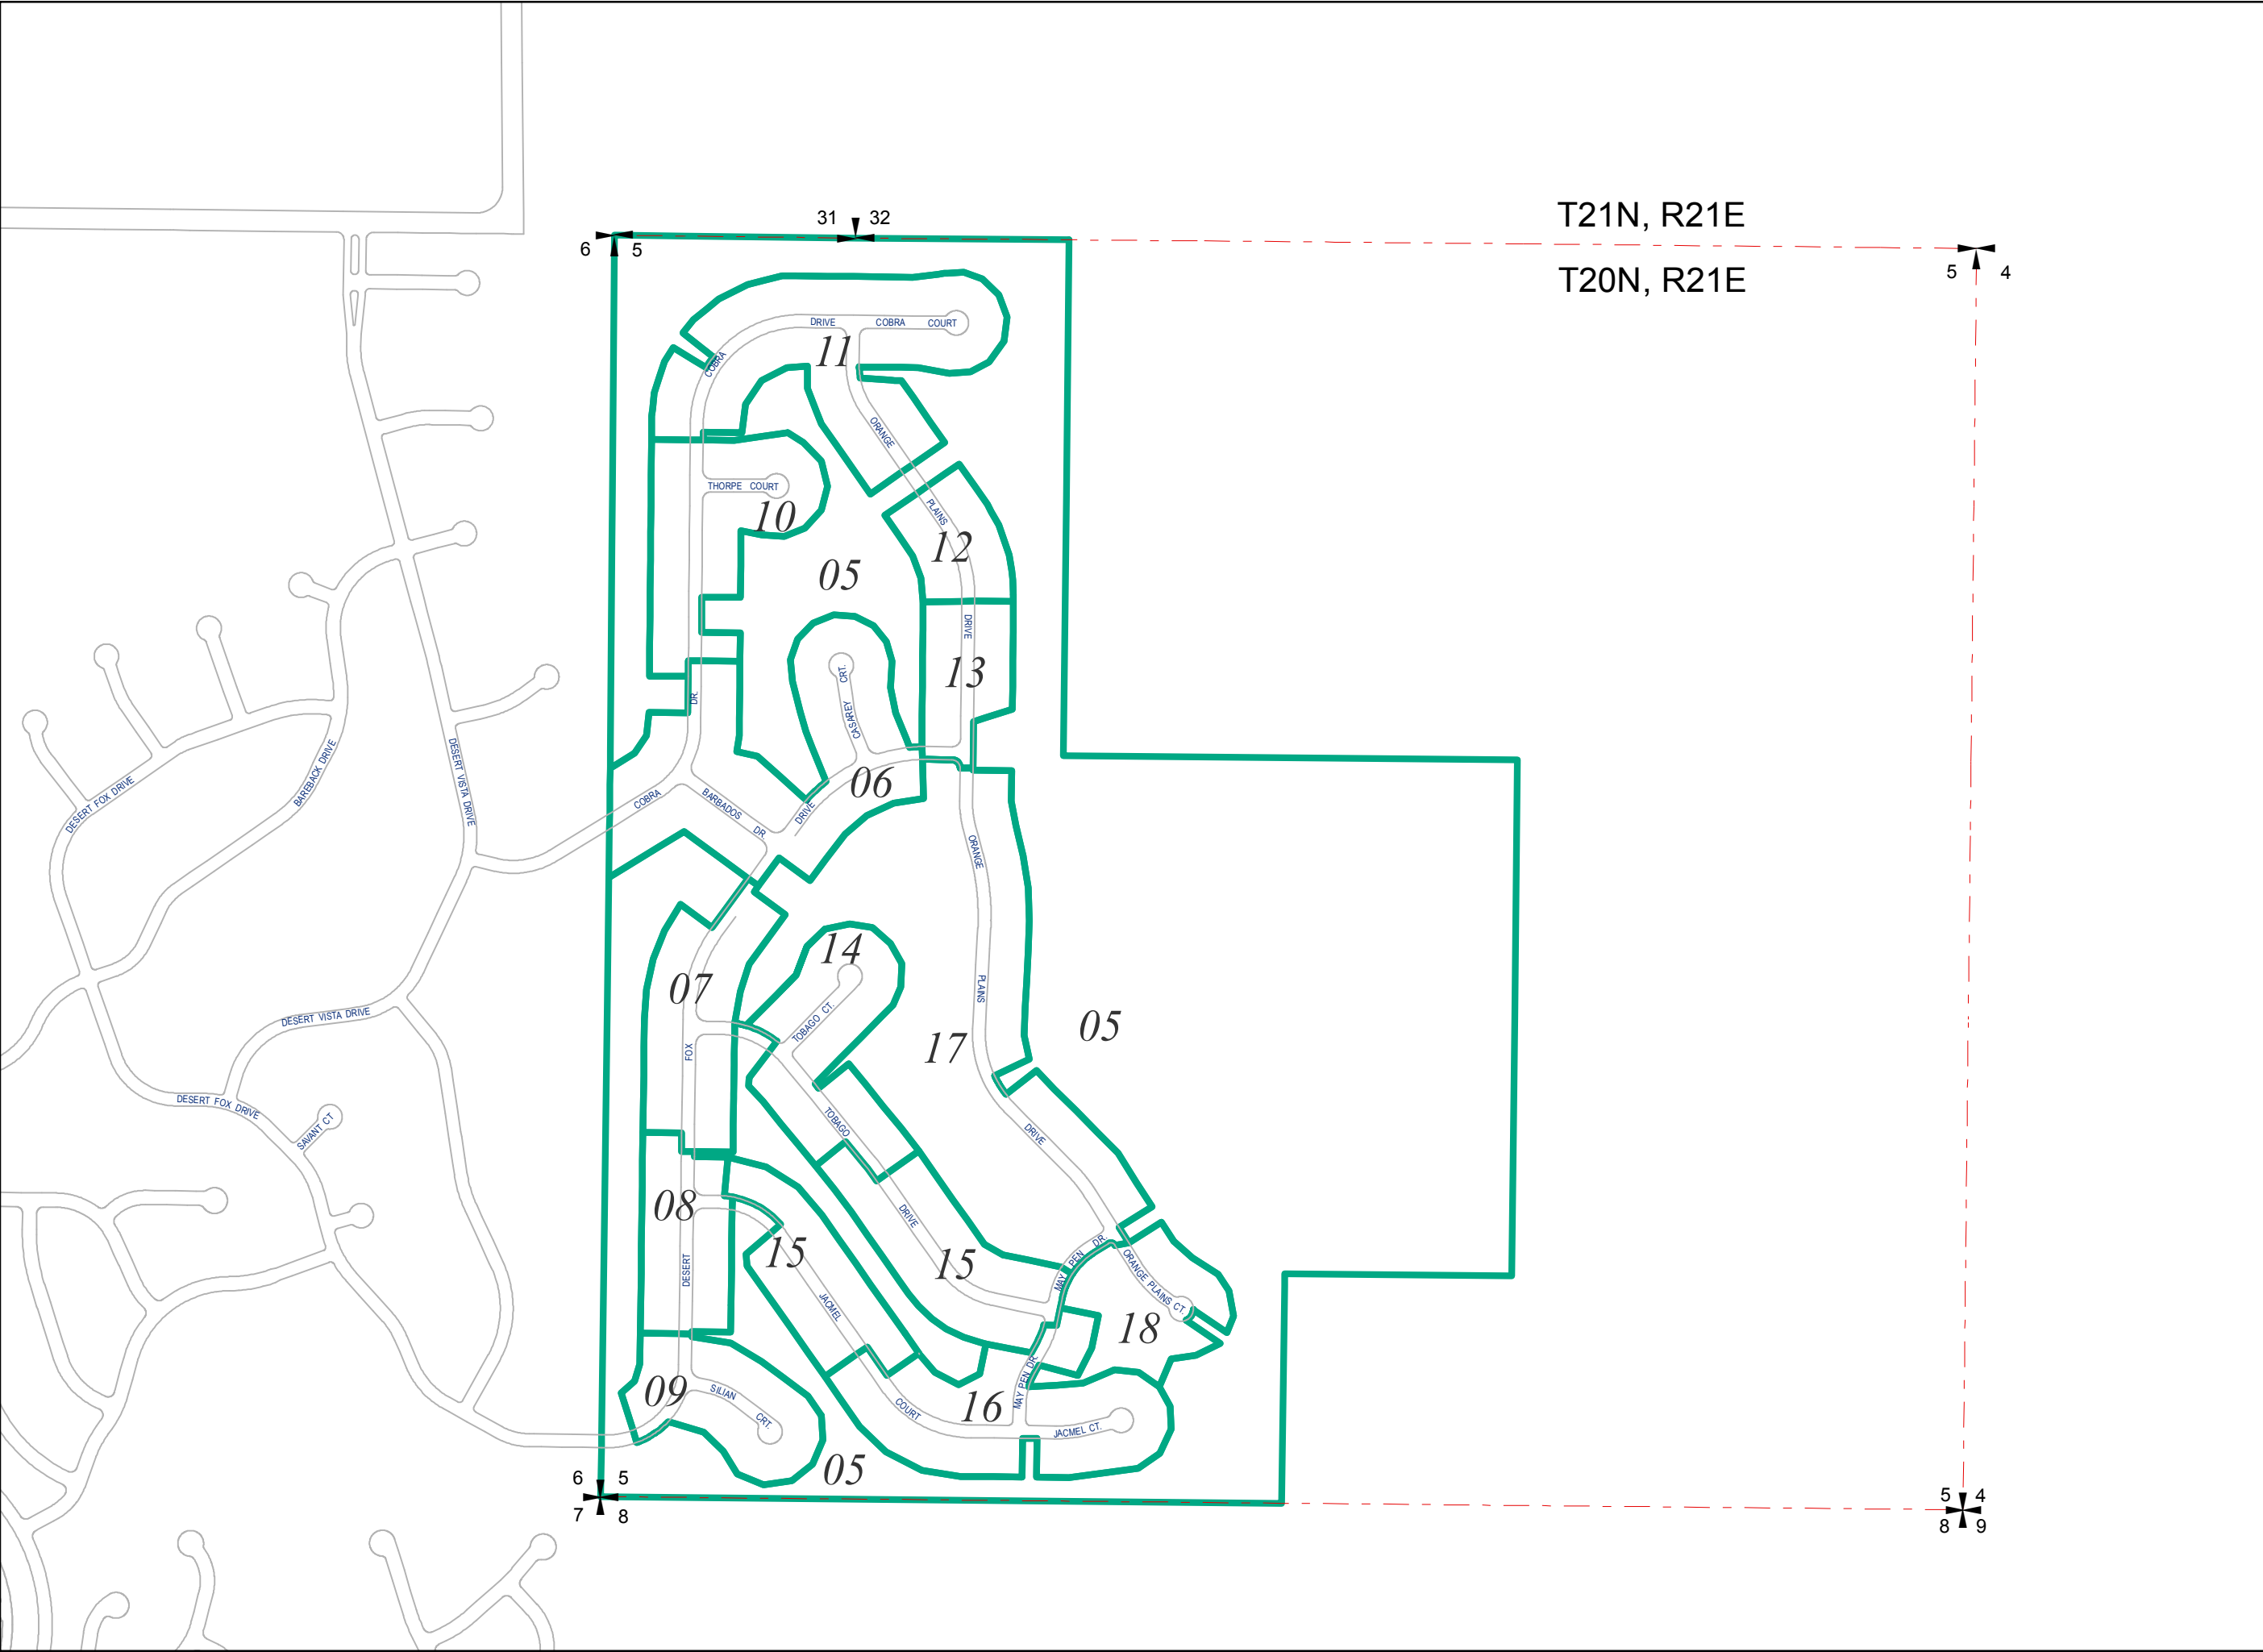 T21N, R21E
31 32
6 5
T20N, R21E
5 4
DRIVE COBRA COURT
11
COBRA
ORANGE
THORPE COURT
10
PLAINS
12
05
DRIVE
13
CRT.
DR.
CASAREY
DESERT VISTA DRIVE
BAREBACK DRIVE
06
DESERT FOX DRIVE
COBRA
BARBADOS DR
DRIVE
ORANGE
14
07
PLAINS
DESERT VISTA DRIVE
TOBAGO CT.
05
17
FOX
DESERT FOX DRIVE
SAVANT CT
TOBAGO
DRIVE
08
DRIVE
15
15
MAY PEN DR.
DESERT
ORANGE PLAINS CT.
JACMEL
18
MAY PEN DR.
09
SILIAN CRT.
COURT
16
JACMEL CT.
05
6 5
7 8
5 4
8 9